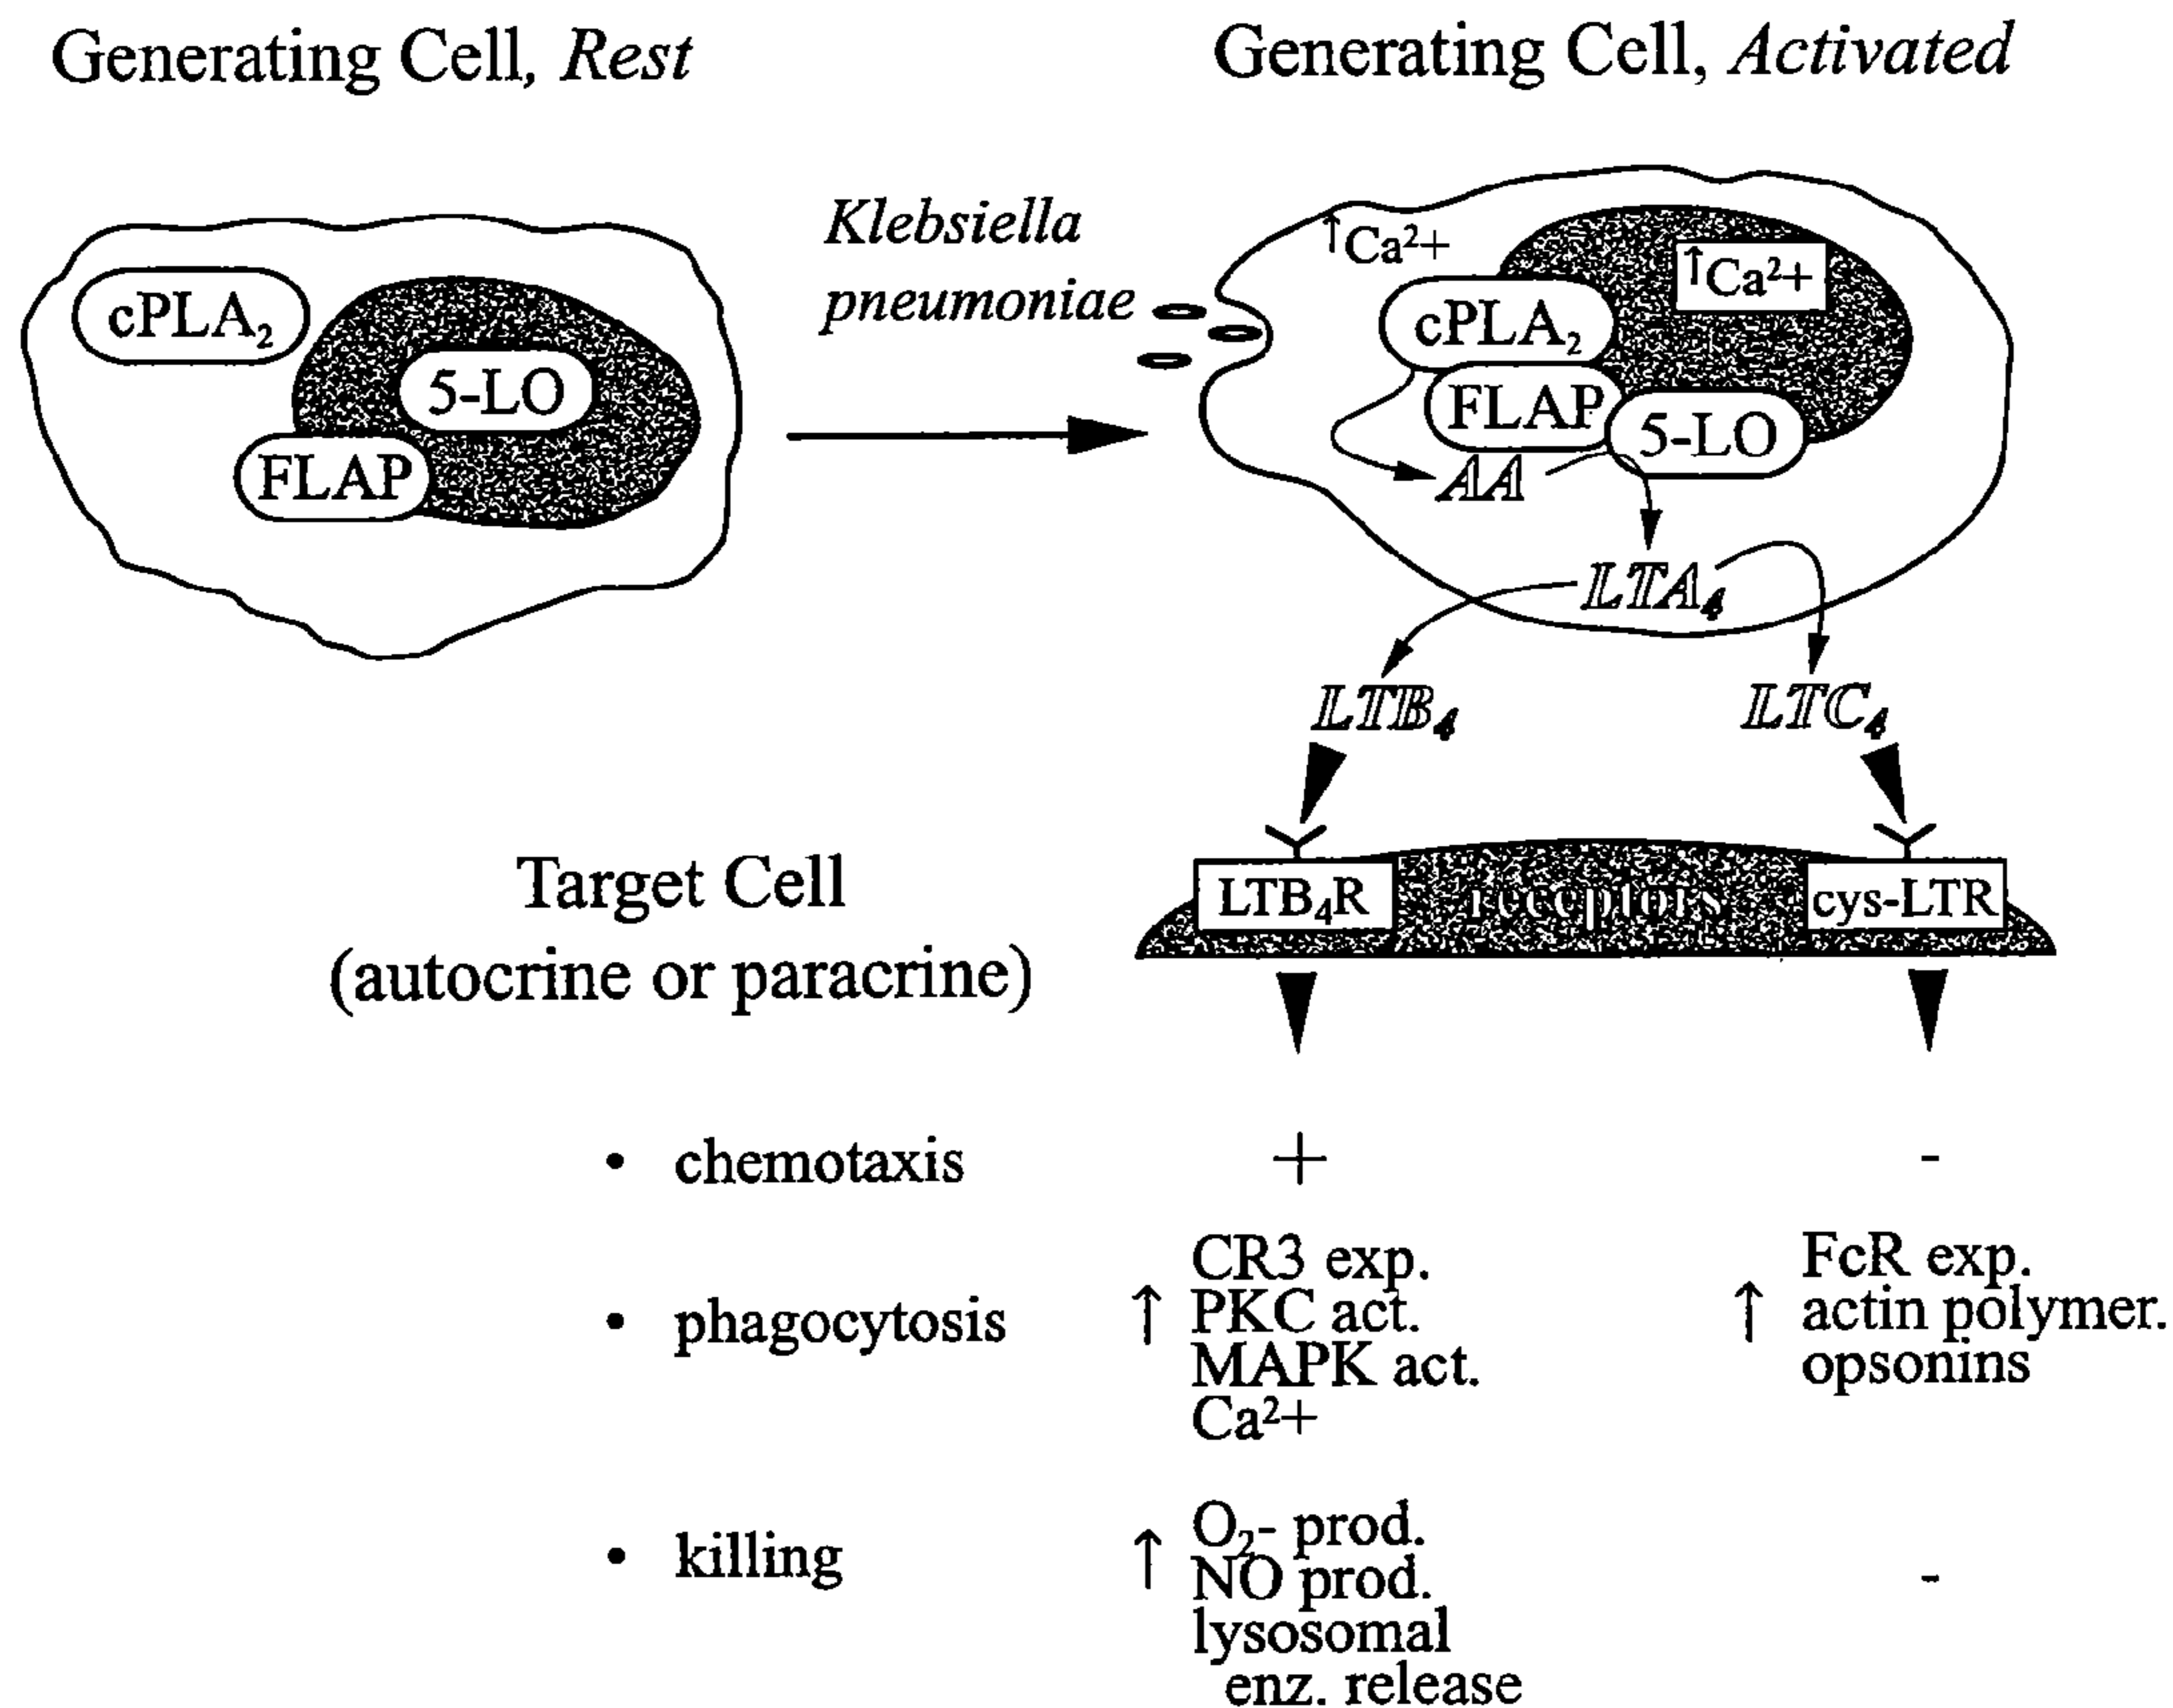 Generating Cell, Rest
Generating Cell, Activated
cPLA₂
5-LO
FLAP
Klebsiella
pneumoniae
↑Ca²+
↑Ca²+
cPLA₂
FLAP
5-LO
AA
LTA₄
LTB₄
LTC₄
Target Cell
(autocrine or paracrine)
LTB₄R
receptors
cys-LTR
• chemotaxis
+
-
• phagocytosis
↑
CR3 exp.
PKC act.
MAPK act.
Ca²+
↑
FcR exp.
actin polymer.
opsonins
• killing
↑
O₂- prod.
NO prod.
lysosomal
enz. release
-